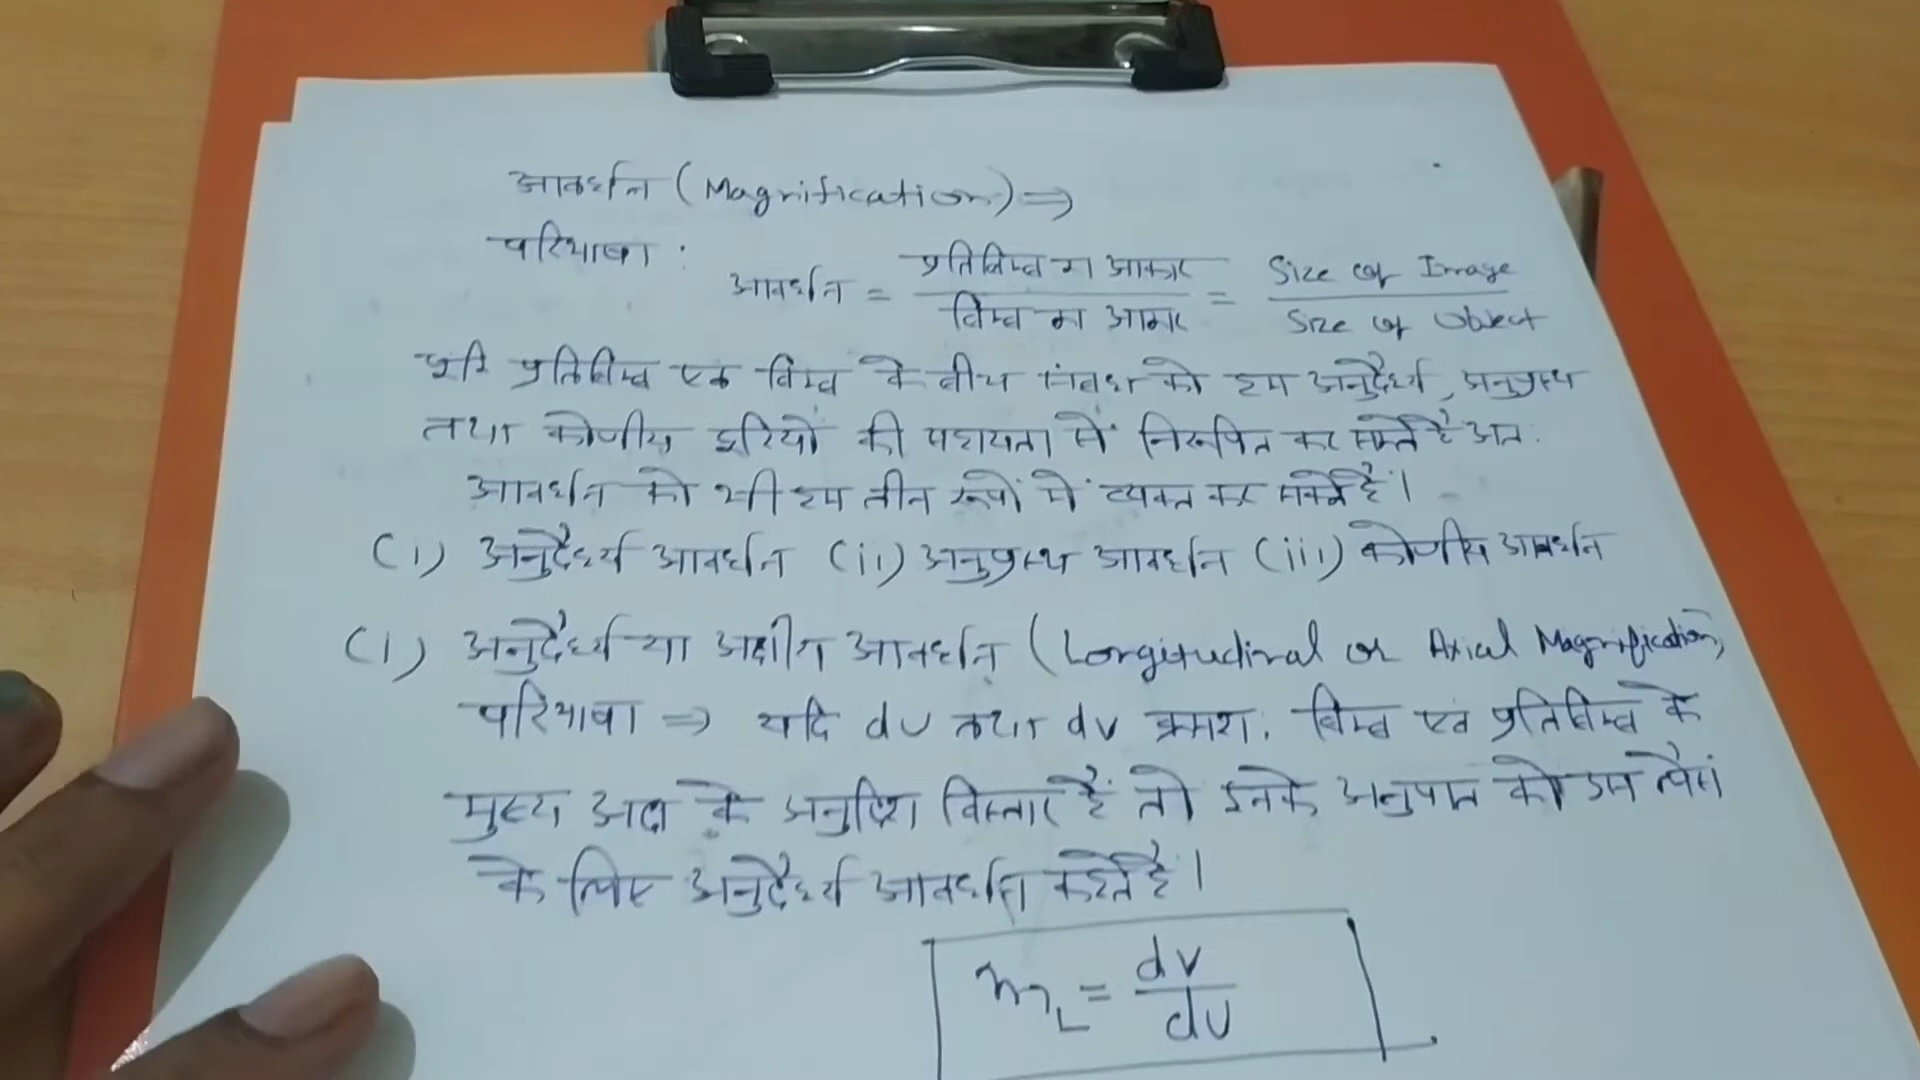 आवर्धन (Magnification) ⇒
परिभाषा :
आवर्धन = प्रतिबिम्ब का आकार / बिम्ब का आकार = Size of Image / Size of Object
प्रतिबिम्ब एवं बिम्ब के बीच संबंध को हम अनुदैर्ध्य, अनुप्रस्थ
तथा कोणीय दूरियों की सहायता से निरूपित कर सकते है अतः
आवर्धन को भी हम तीन रूपों में व्यक्त कर सकते हैं।
(i) अनुदैर्ध्य आवर्धन (ii) अनुप्रस्थ आवर्धन (iii) कोणीय आवर्धन
(i) अनुदैर्ध्य या अक्षीय आवर्धन (Longitudinal or Axial Magnification)
परिभाषा ⇒ यदि du तथा dv क्रमशः बिम्ब एवं प्रतिबिम्ब के
मुख्य अक्ष के अनुदिश विस्तार हैं तो इनके अनुपात को उस लेंस
के लिए अनुदैर्ध्य आवर्धन कहते है।
m_L = dv / du